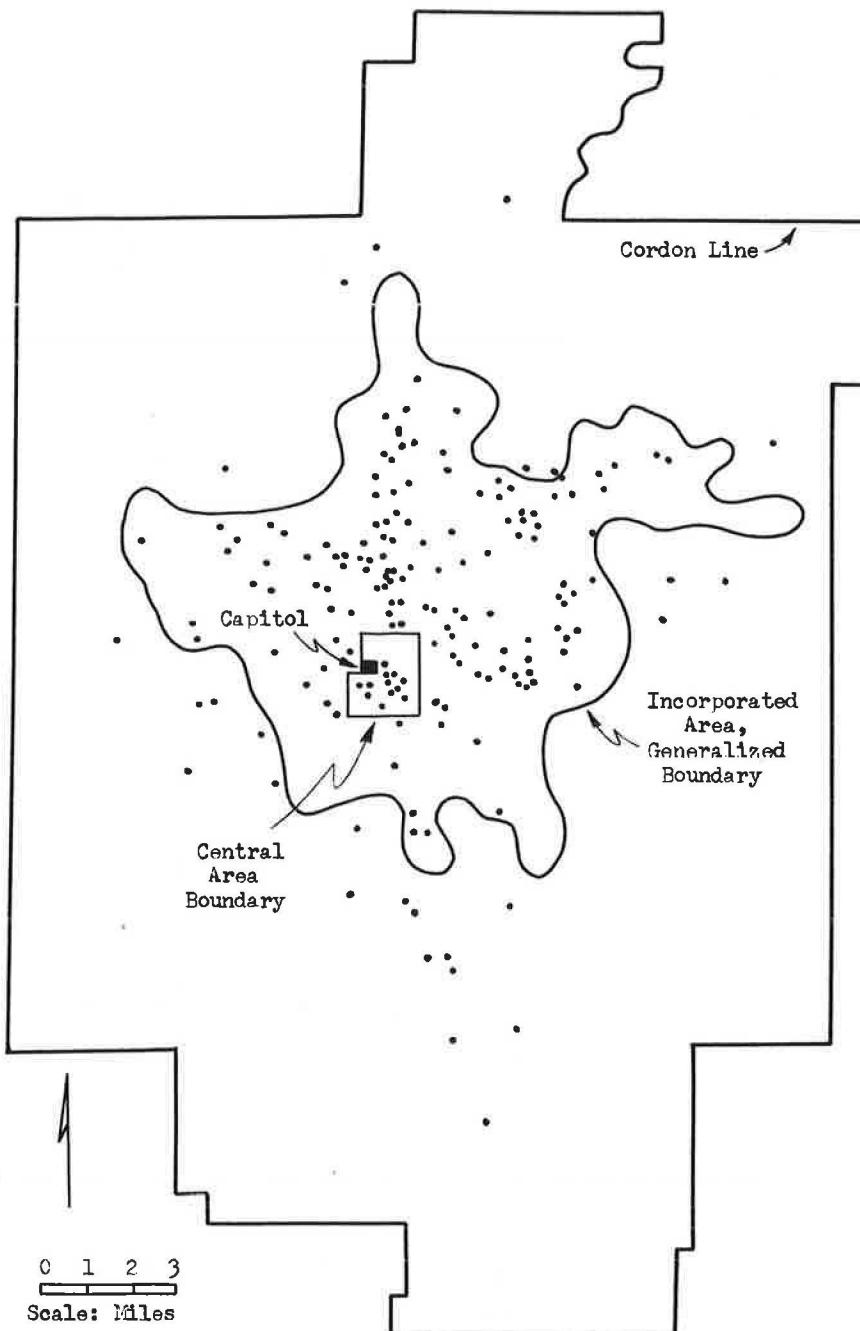 Cordon Line
Capitol
Incorporated
Area,
Generalized
Boundary
Central
Area
Boundary
0 1 2 3
Scale: Miles